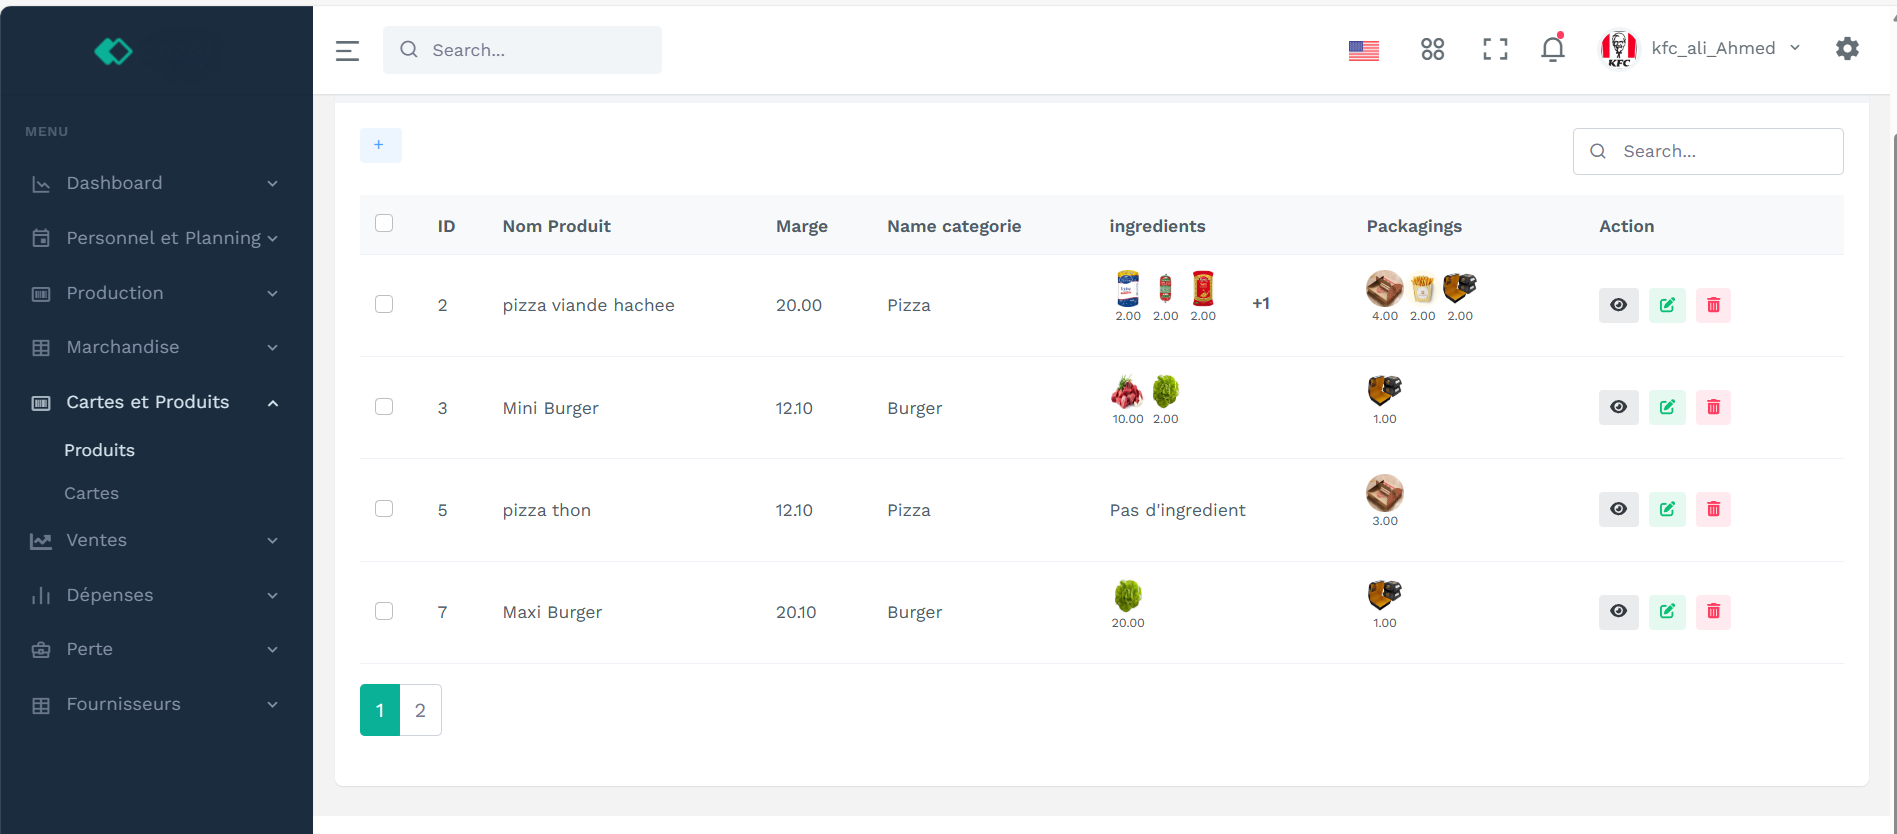 Search...
KFC
kfc_ali_Ahmed
MENU
Dashboard
Personnel et Planning
Production
Marchandise
Cartes et Produits
Produits
Cartes
Ventes
Dépenses
Perte
Fournisseurs
+
Search...
ID Nom Produit Marge Name categorie ingredients Packagings Action
2 pizza viande hachee 20.00 Pizza 2.00 2.00 2.00 +1 4.00 2.00 2.00
3 Mini Burger 12.10 Burger 10.00 2.00 1.00
5 pizza thon 12.10 Pizza Pas d'ingredient 3.00
7 Maxi Burger 20.10 Burger 20.00 1.00
1 2